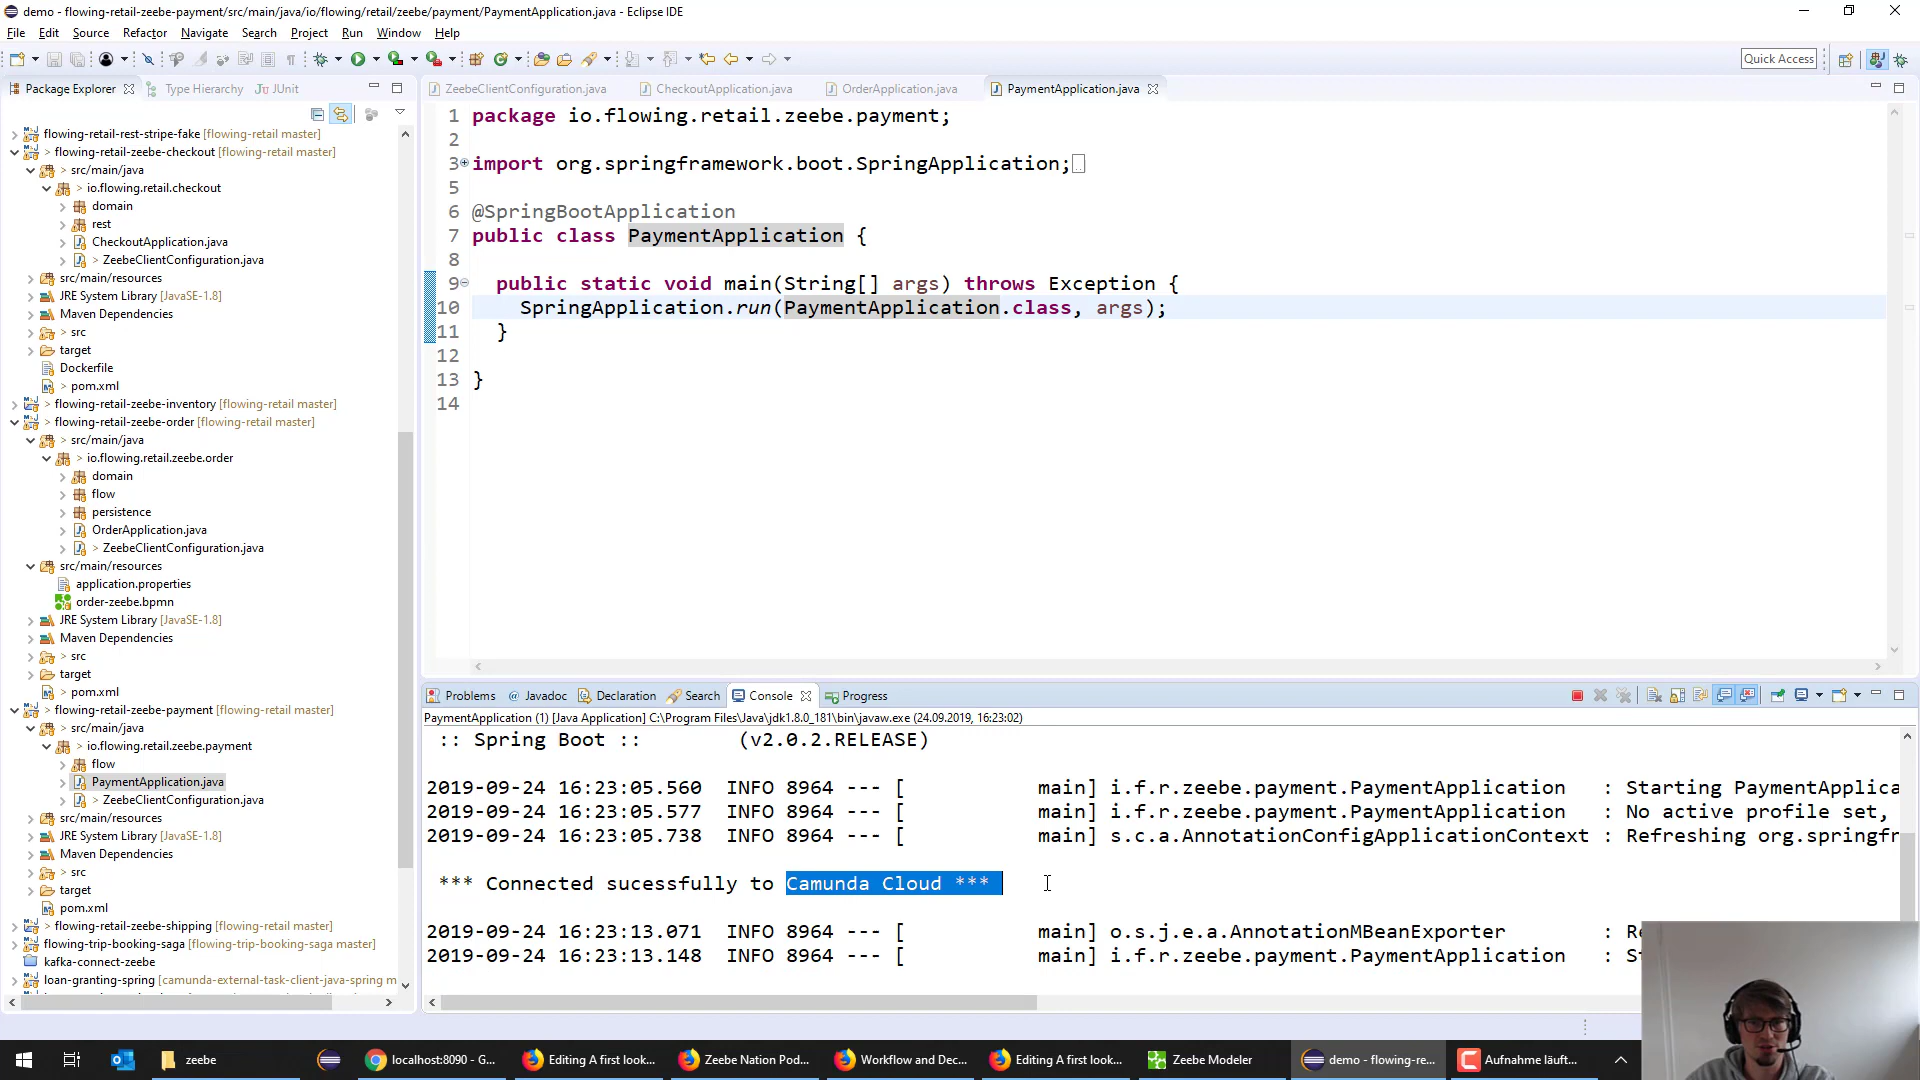 demo - flowing-retail-zeebe-payment/src/main/java/io/flowing/retail/zeebe/payment/PaymentApplication.java - Eclipse IDE
File Edit Source Refactor Navigate Search Project Run Window Help
Quick Access
Package Explorer Type Hierarchy JUnit
flowing-retail-rest-stripe-fake [flowing-retail master]
> flowing-retail-zeebe-checkout [flowing-retail master]
> src/main/java
> io.flowing.retail.checkout
domain
rest
CheckoutApplication.java
> ZeebeClientConfiguration.java
src/main/resources
JRE System Library [JavaSE-1.8]
Maven Dependencies
> src
target
Dockerfile
> pom.xml
> flowing-retail-zeebe-inventory [flowing-retail master]
> flowing-retail-zeebe-order [flowing-retail master]
> src/main/java
> io.flowing.retail.zeebe.order
domain
flow
persistence
OrderApplication.java
> ZeebeClientConfiguration.java
src/main/resources
application.properties
order-zeebe.bpmn
JRE System Library [JavaSE-1.8]
Maven Dependencies
> src
target
> pom.xml
> flowing-retail-zeebe-payment [flowing-retail master]
> src/main/java
> io.flowing.retail.zeebe.payment
flow
PaymentApplication.java
> ZeebeClientConfiguration.java
src/main/resources
JRE System Library [JavaSE-1.8]
Maven Dependencies
> src
target
pom.xml
> flowing-retail-zeebe-shipping [flowing-retail master]
flowing-trip-booking-saga [flowing-trip-booking-saga master]
kafka-connect-zeebe
loan-granting-spring [camunda-external-task-client-java-spring m
ZeebeClientConfiguration.java CheckoutApplication.java OrderApplication.java PaymentApplication.java
1 package io.flowing.retail.zeebe.payment;
2
3 import org.springframework.boot.SpringApplication;
5
6 @SpringBootApplication
7 public class PaymentApplication {
8
9 public static void main(String[] args) throws Exception {
10 SpringApplication.run(PaymentApplication.class, args);
11 }
12
13 }
14
Problems Javadoc Declaration Search Console Progress
PaymentApplication (1) [Java Application] C:\Program Files\Java\jdk1.8.0_181\bin\javaw.exe (24.09.2019, 16:23:02)
:: Spring Boot :: (v2.0.2.RELEASE)
2019-09-24 16:23:05.560 INFO 8964 --- [ main] i.f.r.zeebe.payment.PaymentApplication : Starting PaymentApplica
2019-09-24 16:23:05.577 INFO 8964 --- [ main] i.f.r.zeebe.payment.PaymentApplication : No active profile set,
2019-09-24 16:23:05.738 INFO 8964 --- [ main] s.c.a.AnnotationConfigApplicationContext : Refreshing org.springfr
*** Connected sucessfully to Camunda Cloud ***
2019-09-24 16:23:13.071 INFO 8964 --- [ main] o.s.j.e.a.AnnotationMBeanExporter : Re
2019-09-24 16:23:13.148 INFO 8964 --- [ main] i.f.r.zeebe.payment.PaymentApplication : St
zeebe localhost:8090 - G... Editing A first look... Zeebe Nation Pod... Workflow and Dec... Editing A first look... Zeebe Modeler demo - flowing-re... Aufnahme läuft...